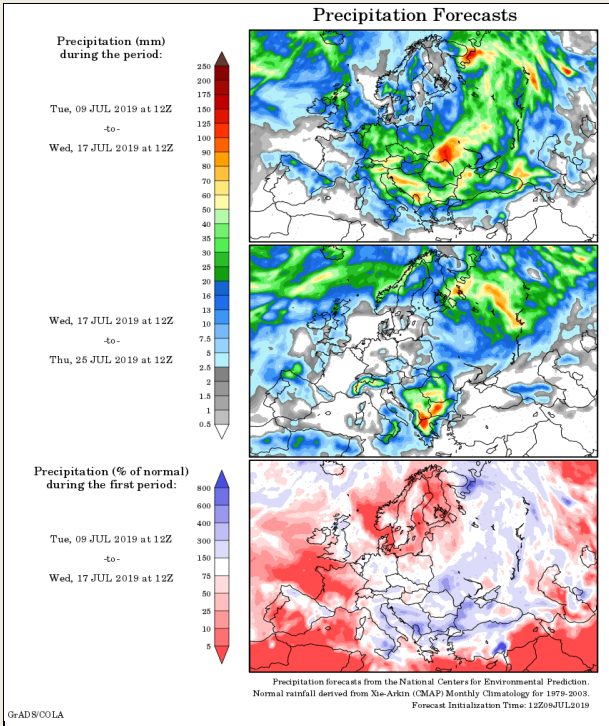 Precipitation Forecasts
Precipitation (mm)
during the period:
Tue, 09 JUL 2019 at 12Z
-to-
Wed, 17 JUL 2019 at 12Z
250
200
175
150
125
100
90
80
70
60
50
40
35
30
25
20
16
13
10
7.5
5
2.5
2
1.5
1
0.5
Wed, 17 JUL 2019 at 12Z
-to-
Thu, 25 JUL 2019 at 12Z
Precipitation (% of normal)
during the first period:
Tue, 09 JUL 2019 at 12Z
-to-
Wed, 17 JUL 2019 at 12Z
800
600
400
300
150
75
50
25
10
5
Precipitation forecasts from the National Centers for Environmental Prediction.
Normal rainfall derived from Xie-Arkin (CMAP) Monthly Climatology for 1979-2003.
Forecast Initialization Time: 12Z09JUL2019
GrADS/COLA